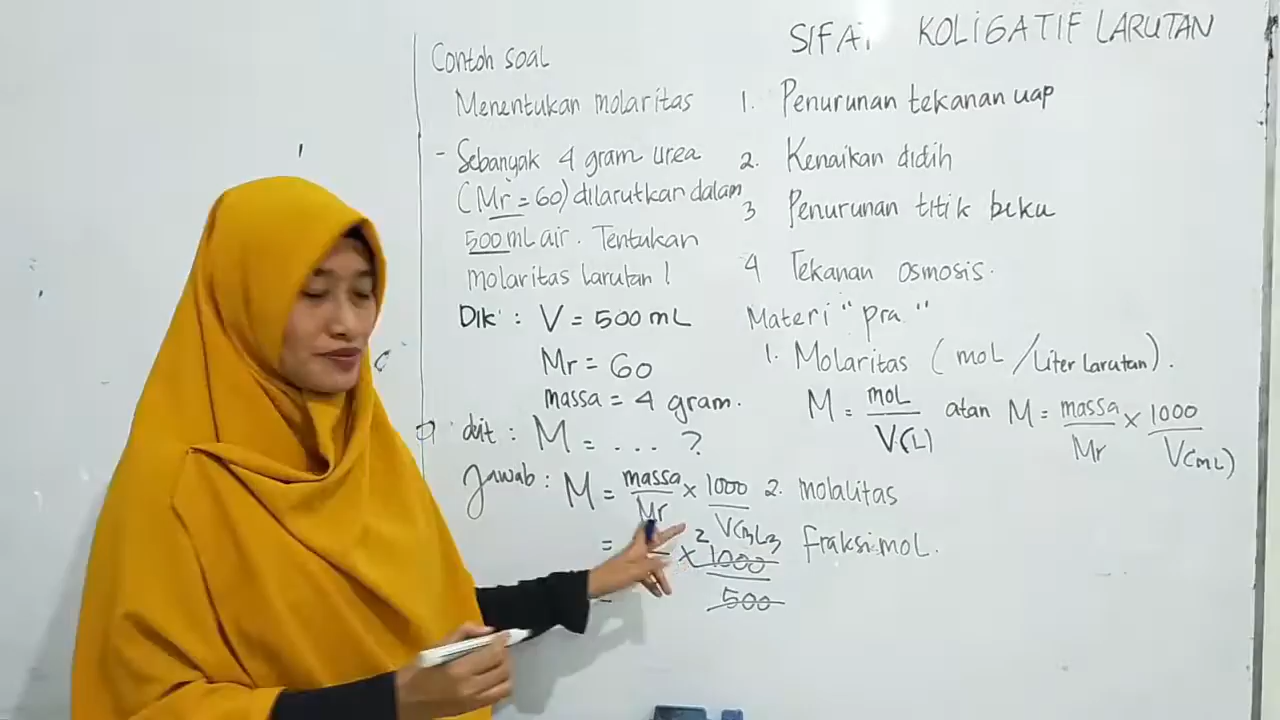 SIFAT KOLIGATIF LARUTAN
1. Penurunan tekanan uap
2. Kenaikan didih
3 Penurunan titik beku
4 Tekanan osmosis.
Materi "pra"
1. Molaritas (mol/Liter larutan).
M = mol/V(L) atau M = massa/Mr × 1000/V(mL)
2. molalitas
3 fraksi mol.
Contoh soal
Menentukan molaritas
- Sebanyak 4 gram urea
(Mr = 60) dilarutkan dalam
500 mL air. Tentukan
molaritas larutan!
Dik : V = 500 mL
Mr = 60
massa = 4 gram.
dit : M = .... ?
Jawab : M = massa/Mr × 1000/V(mL)
= × 1000/500 2